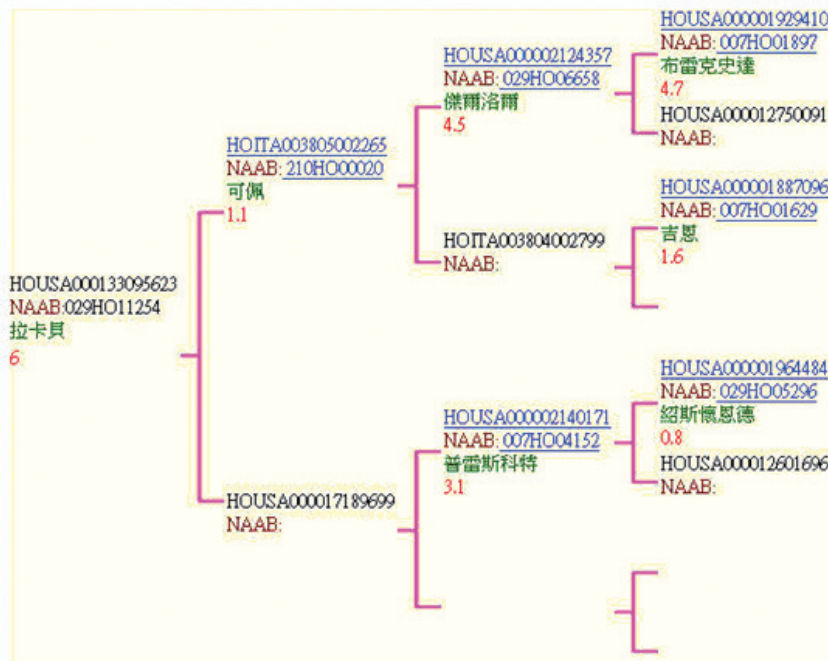 HOUSA000133095623
NAAB:029HO11254
拉卡貝
6
HOITA003805002265
NAAB: 210HO00020
可佩
1.1
HOUSA000017189699
NAAB:
HOUSA000002124357
NAAB: 029HO06658
傑爾洛爾
4.5
HOITA003804002799
NAAB:
HOUSA000002140171
NAAB: 007HO04152
普雷斯科特
3.1
HOUSA000001929410
NAAB: 007HO01897
布雷克史達
4.7
HOUSA000012750091
NAAB:
HOUSA000001887096
NAAB: 007HO01629
吉恩
1.6
HOUSA000001964484
NAAB: 029HO05296
紹斯懷恩德
0.8
HOUSA000012601696
NAAB: